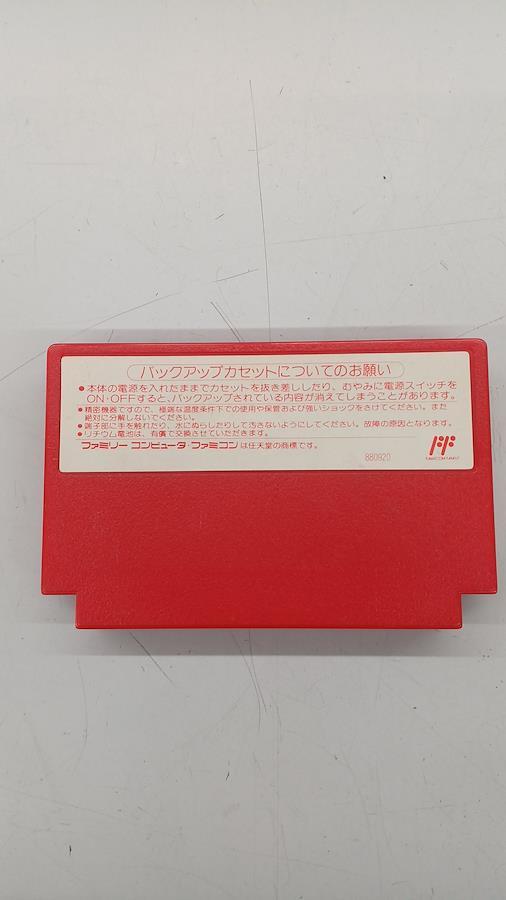 バックアップカセットについてのお願い
●本体の電源を入れたままでカセットを抜き差ししたり、むやみに電源スイッチを
ON・OFFすると、バックアップされている内容が消えてしまうことがあります。
●精密機器ですので、極端な温度条件下での使用や保管および強いショックをさけてください。また
絶対に分解しないでください。
●端子部に手を触れたり、水にぬらしたりして汚さないようにしてください。故障の原因となります。
●リチウム電池は、有償で交換させていただきます。
ファミリー コンピュータ・ファミコンは任天堂の商標です。
880920